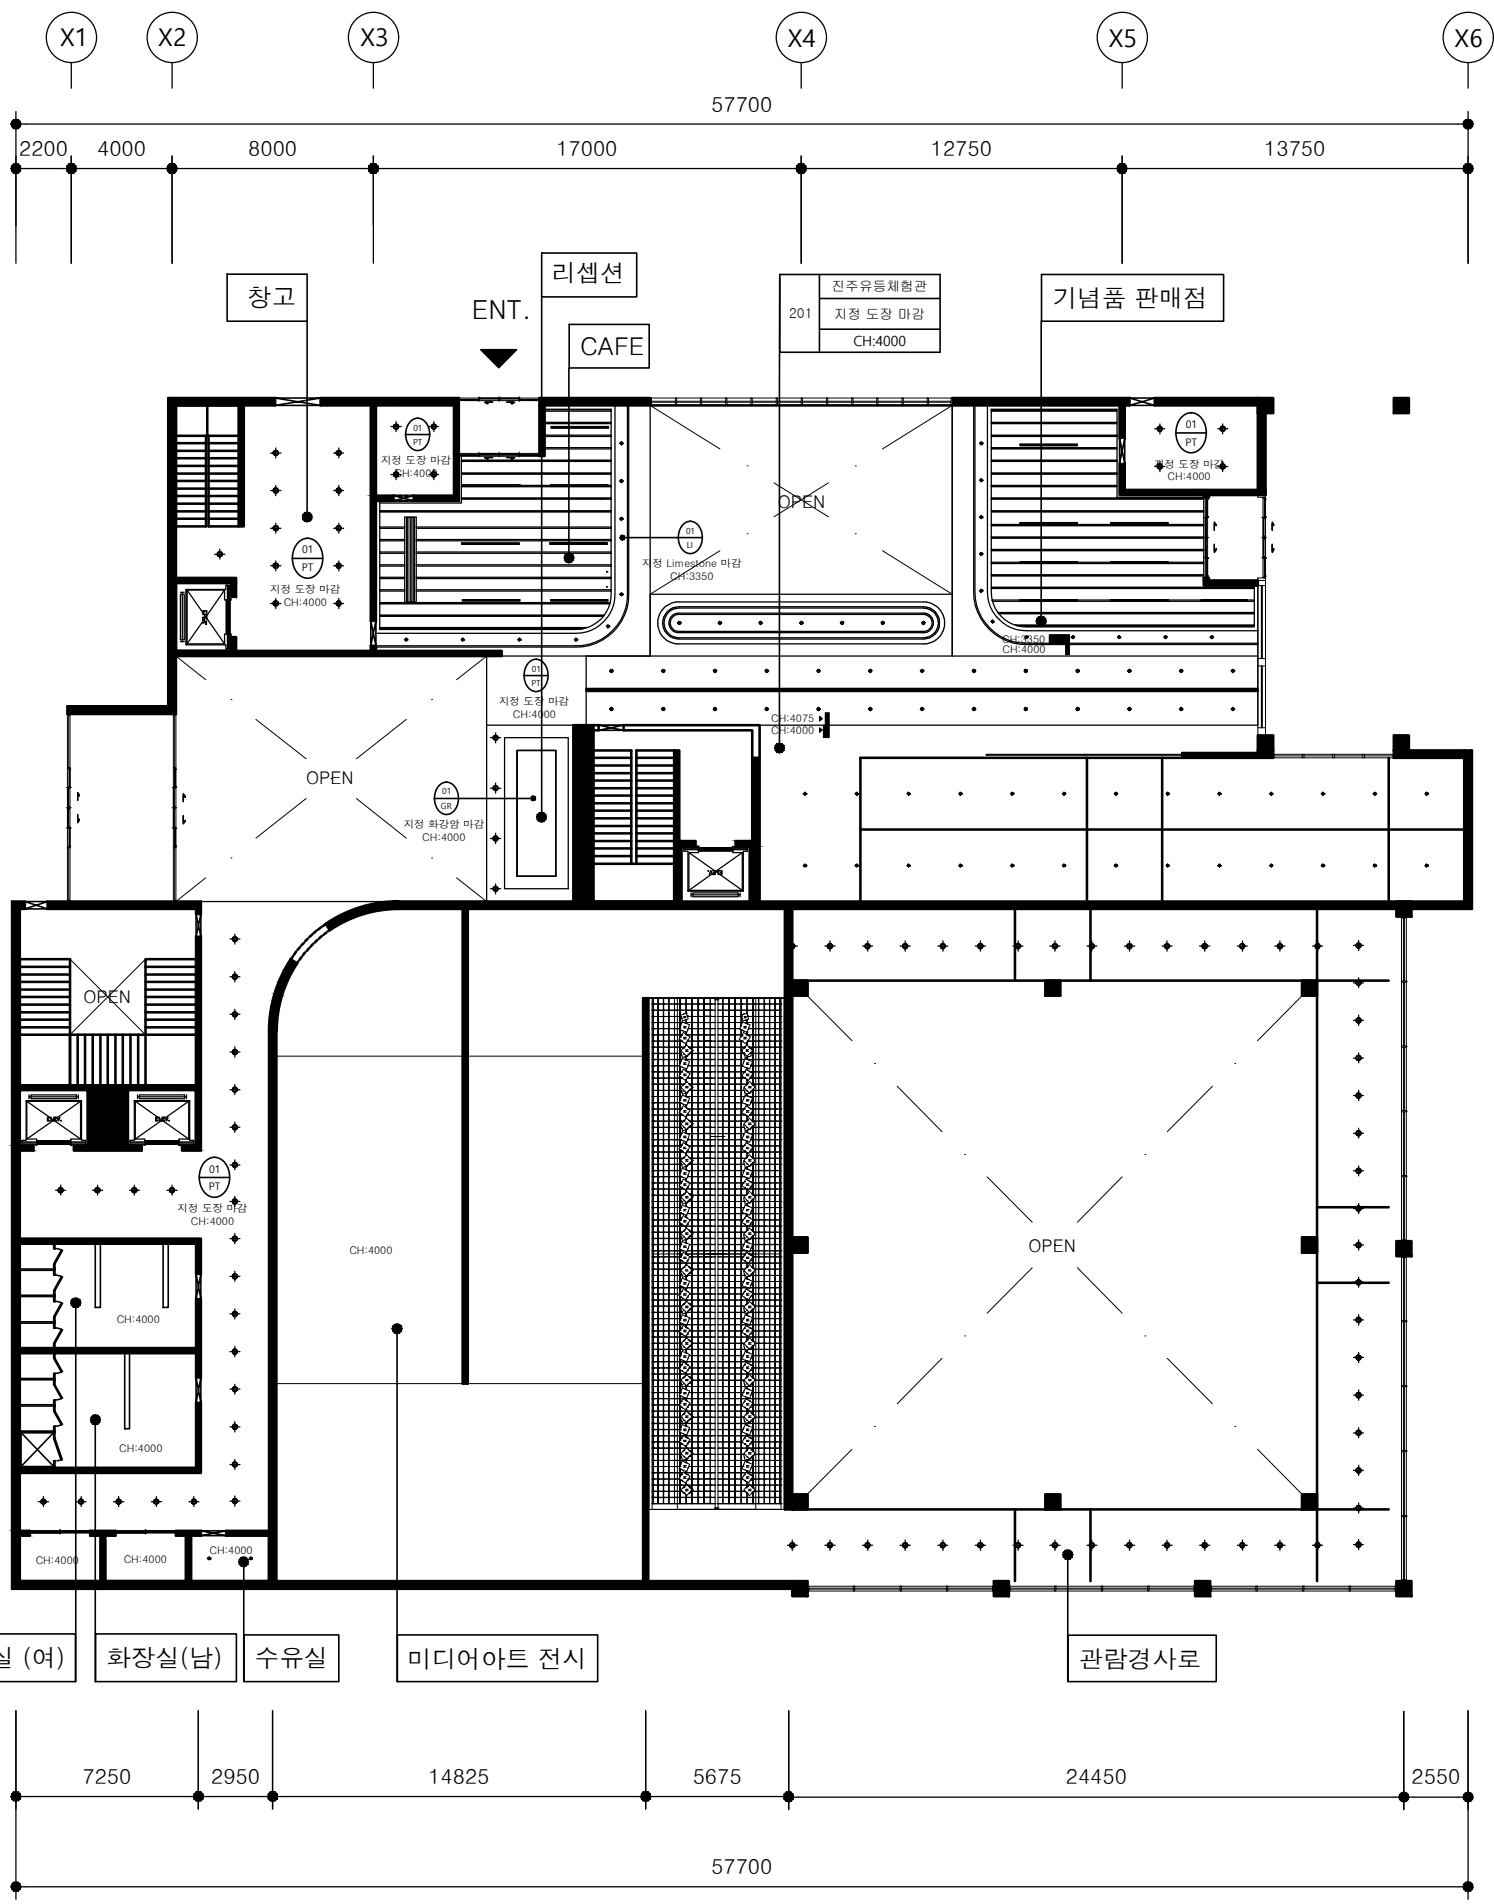 X1 X2 X3 X4 X5 X6
57700
2200 4000 8000 17000 12750 13750
리셉션
창고
ENT.
CAFE
201
진주유등체험관
지정 도장 마감
CH:4000
기념품 판매점
01
PT
지정 도장 마감
CH:4000
01
PT
지정 도장 마감
CH:4000
OPEN
01
LI
지정 Limestone 마감
CH:3350
01
PT
지정 도장 마감
CH:4000
CH:3350
CH:4000
01
PT
지정 도장 마감
CH:4000
CH:4075
CH:4000
OPEN
01
GR
지정 화강암 마감
CH:4000
OPEN
ELEV.
ELEV.
01
PT
지정 도장 마감
CH:4000
CH:4000
OPEN
CH:4000
CH:4000
CH:4000
CH:4000
CH:4000
실 (여)
화장실(남)
수유실
미디어아트 전시
관람경사로
7250 2950 14825 5675 24450 2550
57700